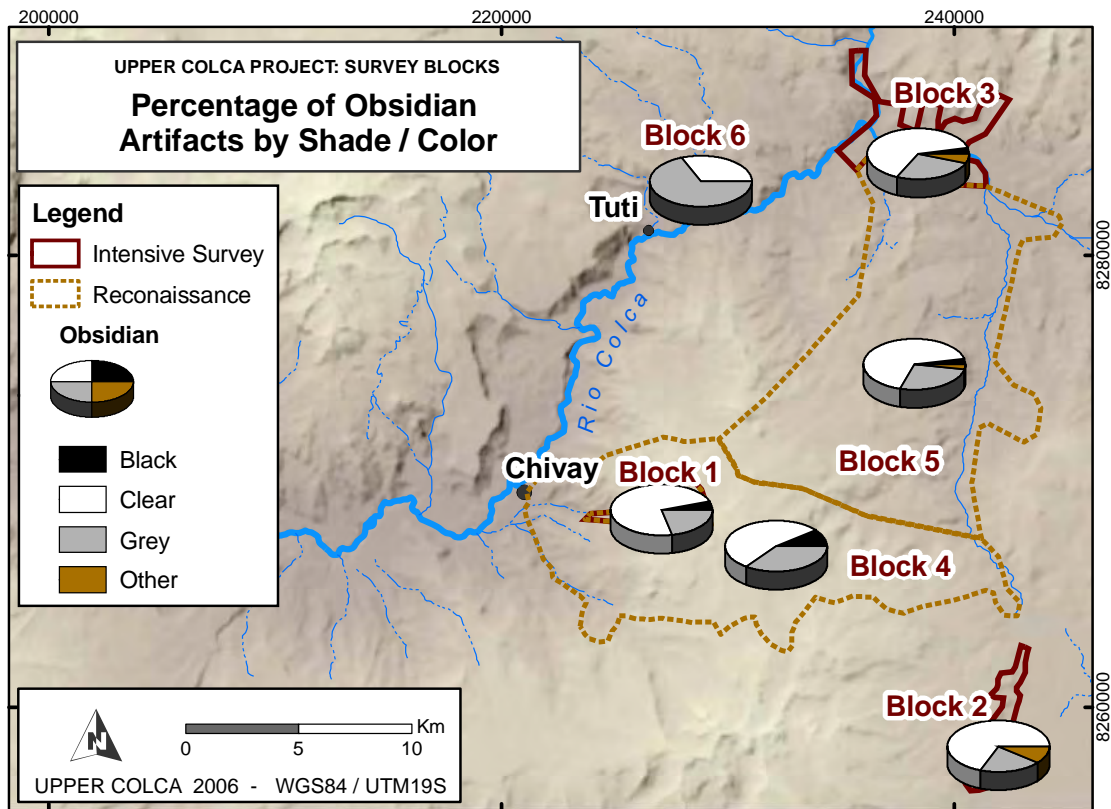 200000
220000
240000
UPPER COLCA PROJECT: SURVEY BLOCKS
Percentage of Obsidian
Artifacts by Shade / Color
Block 3
Block 6
Tuti
Legend
Intensive Survey
Reconaissance
8280000
Obsidian
Rio Colca
Black
Clear
Grey
Other
Chivay
Block 1
Block 5
Block 4
Block 2
8260000
N
Km
0 5 10
UPPER COLCA 2006 - WGS84 / UTM19S